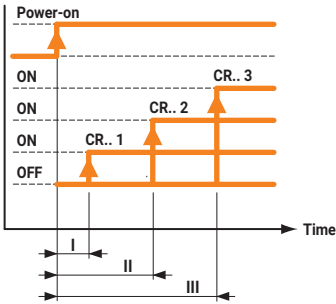 Power-on
ON CR.. 3
ON CR.. 2
ON CR.. 1
OFF
Time
I
II
III